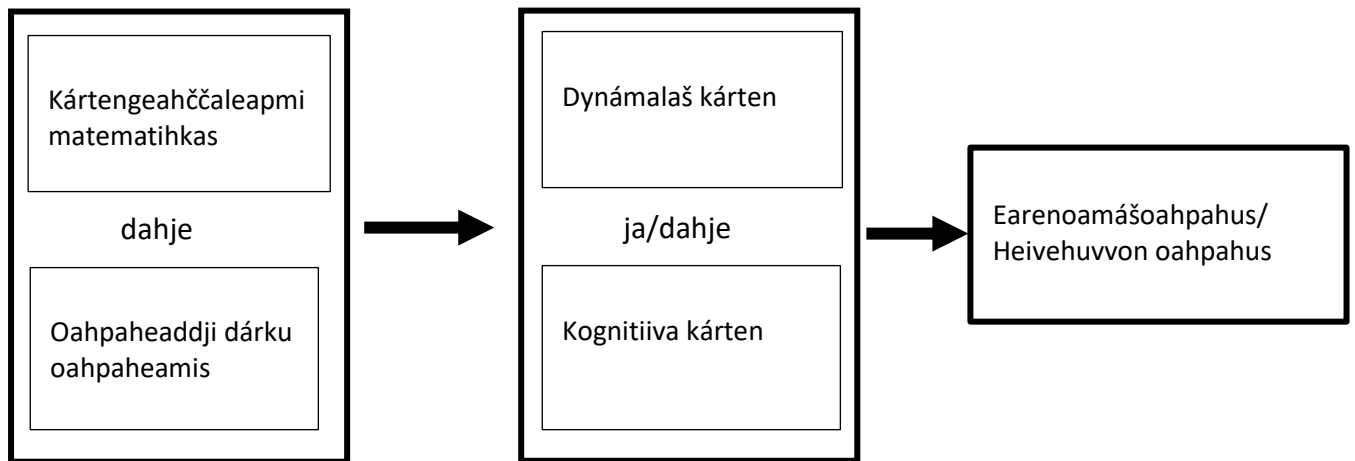 Kártengeahččaleapmi
matematihkas
dahje
Oahpaheaddji dárku
oahpaheamis
Dynámalaš kárten
ja/dahje
Kognitiiva kárten
Earenoamášoahpahus/
Heivehuvvon oahpahus